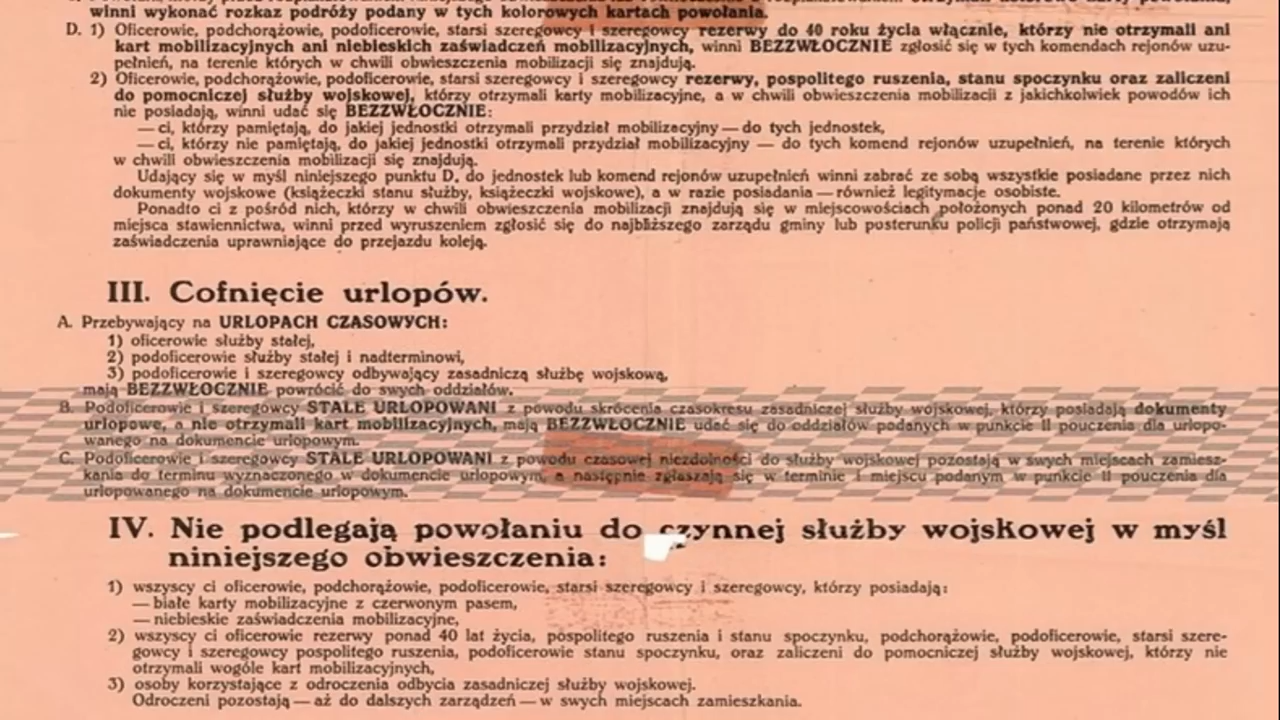 winni wykonać rozkaz podróży podany w tych kolorowych kartach powołania.
D. 1) Oficerowie, podchorążowie, podoficerowie, starsi szeregowcy i szeregowcy rezerwy do 40 roku życia włącznie, którzy nie otrzymali ani
kart mobilizacyjnych ani niebieskich zaświadczeń mobilizacyjnych, winni BEZZWŁOCZNIE zgłosić się w tych komendach rejonów uzu-
pełnień, na terenie których w chwili obwieszczenia mobilizacji się znajdują.
2) Oficerowie, podchorążowie, podoficerowie, starsi szeregowcy i szeregowcy rezerwy, pospolitego ruszenia, stanu spoczynku oraz zaliczeni
do pomocniczej służby wojskowej, którzy otrzymali karty mobilizacyjne, a w chwili obwieszczenia mobilizacji z jakichkolwiek powodów ich
nie posiadają, winni udać się BEZZWŁOCZNIE:
— ci, którzy pamiętają, do jakiej jednostki otrzymali przydział mobilizacyjny — do tych jednostek,
— ci, którzy nie pamiętają, do jakiej jednostki otrzymali przydział mobilizacyjny — do tych komend rejonów uzupełnień, na terenie których
w chwili obwieszczenia mobilizacji się znajdują.
Udający się w myśl niniejszego punktu D. do jednostek lub komend rejonów uzupełnień winni zabrać ze sobą wszystkie posiadane przez nich
dokumenty wojskowe (książeczki stanu służby, książeczki wojskowe), a w razie posiadania — również legitymacje osobiste.
Ponadto ci z pośród nich, którzy w chwili obwieszczenia mobilizacji znajdują się w miejscowościach położonych ponad 20 kilometrów od
miejsca stawiennictwa, winni przed wyruszeniem zgłosić się do najbliższego zarządu gminy lub posterunku policji państwowej, gdzie otrzymają
zaświadczenia uprawniające do przejazdu koleją.
III. Cofnięcie urlopów.
A. Przebywający na URLOPACH CZASOWYCH:
1) oficerowie służby stałej,
2) podoficerowie służby stałej i nadterminowi,
3) podoficerowie i szeregowcy odbywający zasadniczą służbę wojskową,
mają BEZZWŁOCZNIE powrócić do swych oddziałów.
B. Podoficerowie i szeregowcy STALE URLOPOWANI z powodu skrócenia czasokresu zasadniczej służby wojskowej, którzy posiadają dokumenty
urlopowe, a nie otrzymali kart mobilizacyjnych, mają BEZZWŁOCZNIE udać się do oddziałów podanych w punkcie II pouczenia dla urlopo-
wanego na dokumencie urlopowym.
C. Podoficerowie i szeregowcy STALE URLOPOWANI z powodu czasowej niezdolności do służby wojskowej pozostają w swych miejscach zamiesz-
kania do terminu wyznaczonego w dokumencie urlopowym, a następnie zgłaszają się w terminie i miejscu podanym w punkcie II pouczenia dla
urlopowanego na dokumencie urlopowym.
IV. Nie podlegają powołaniu do czynnej służby wojskowej w myśl
niniejszego obwieszczenia:
1) wszyscy ci oficerowie, podchorążowie, podoficerowie, starsi szeregowcy i szeregowcy, którzy posiadają:
— białe karty mobilizacyjne z czerwonym pasem,
— niebieskie zaświadczenia mobilizacyjne,
2) wszyscy ci oficerowie rezerwy ponad 40 lat życia, pospolitego ruszenia i stanu spoczynku, podchorążowie, podoficerowie, starsi szere-
gowcy i szeregowcy pospolitego ruszenia, podoficerowie stanu spoczynku, oraz zaliczeni do pomocniczej służby wojskowej, którzy nie
otrzymali wogóle kart mobilizacyjnych,
3) osoby korzystające z odroczenia odbycia zasadniczej służby wojskowej.
Odroczeni pozostają — aż do dalszych zarządzeń — w swych miejscach zamieszkania.